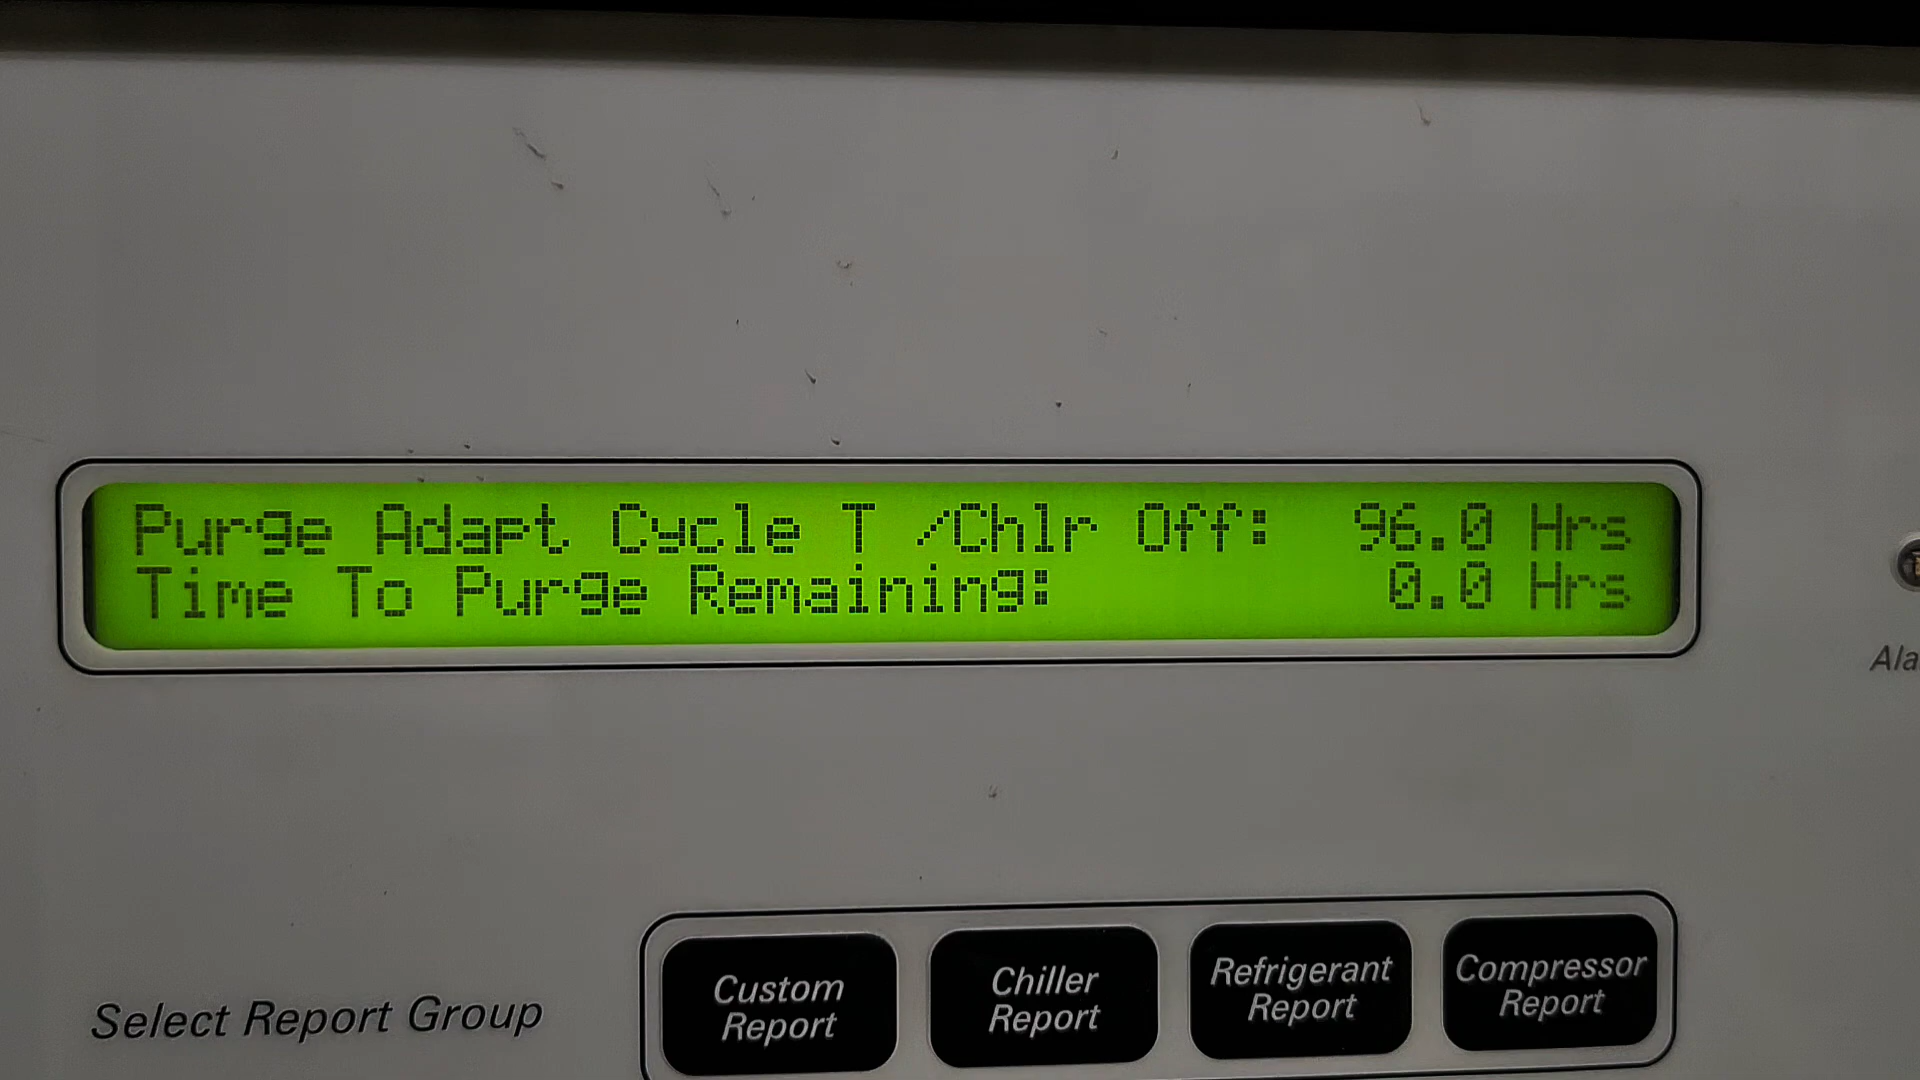 Purge Adapt Cycle T /Chlr Off: 96.0 Hrs
Time To Purge Remaining: 0.0 Hrs
Ala
Select Report Group
Custom Report
Chiller Report
Refrigerant Report
Compressor Report